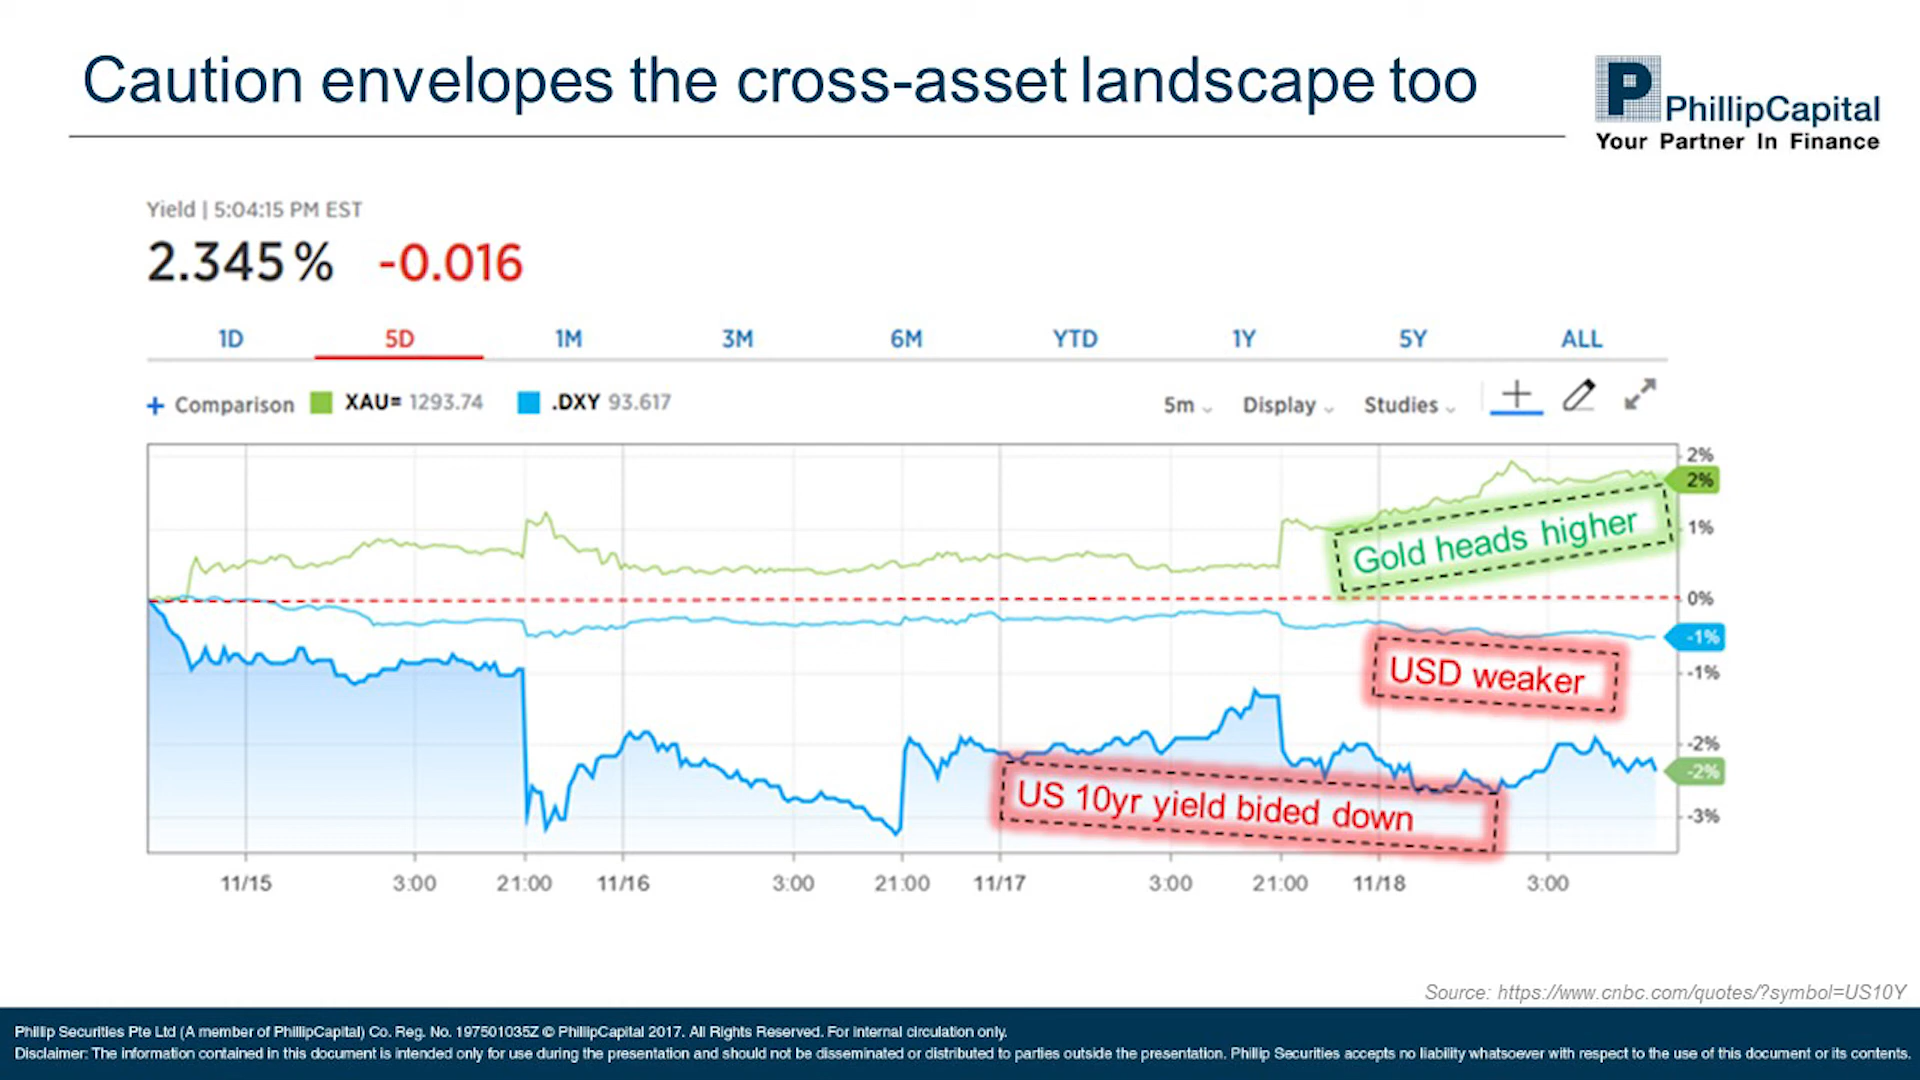 Caution envelopes the cross-asset landscape too
P PhillipCapital
Your Partner In Finance
Yield | 5:04:15 PM EST
2.345% -0.016
1D 5D 1M 3M 6M YTD 1Y 5Y ALL
+ Comparison XAU= 1293.74 .DXY 93.617 5m Display Studies
2%
2%
1%
Gold heads higher
0%
-1%
USD weaker
-1%
-2%
-2%
US 10yr yield bided down
-3%
11/15 3:00 21:00 11/16 3:00 21:00 11/17 3:00 21:00 11/18 3:00
Source: https://www.cnbc.com/quotes/?symbol=US10Y
Phillip Securities Pte Ltd (A member of PhillipCapital) Co. Reg. No. 197501035Z © PhillipCapital 2017. All Rights Reserved. For internal circulation only.
Disclaimer: The information contained in this document is intended only for use during the presentation and should not be disseminated or distributed to parties outside the presentation. Phillip Securities accepts no liability whatsoever with respect to the use of this document or its contents.